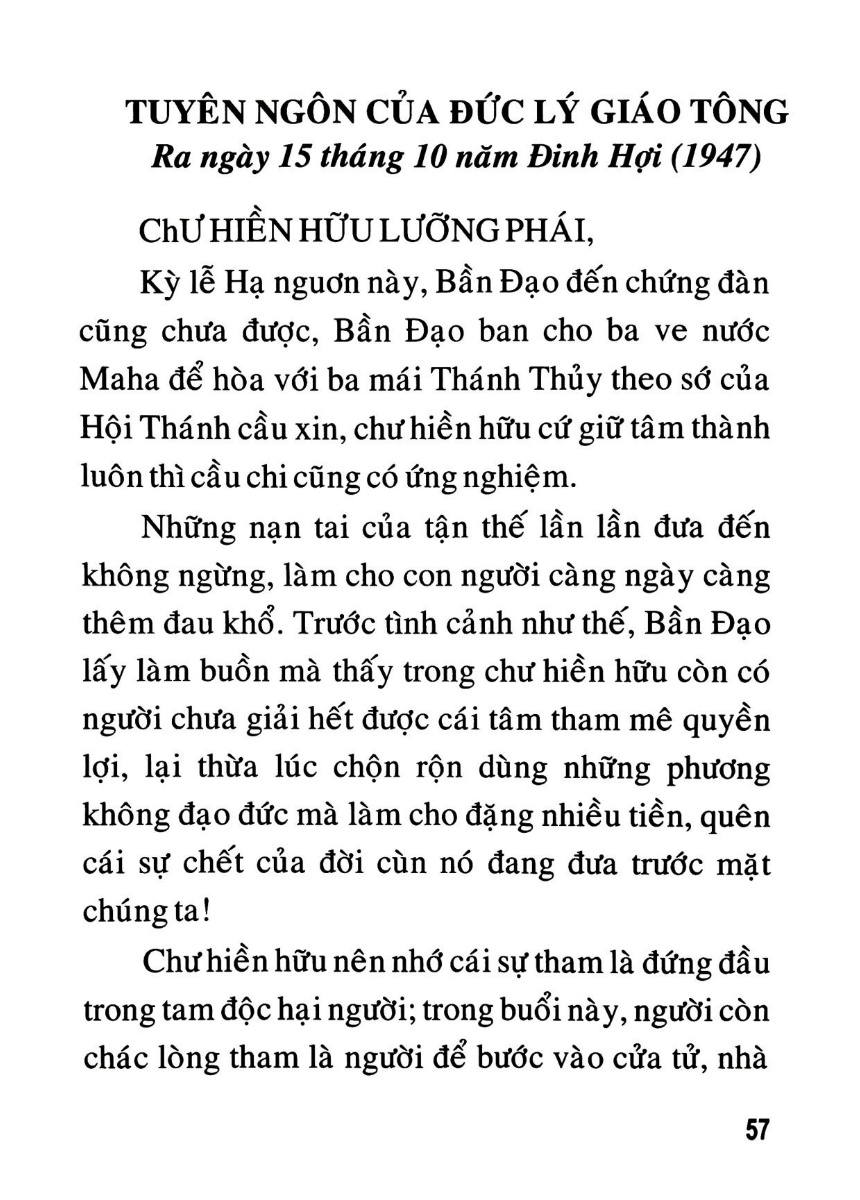 TUYÊN NGÔN CỦA ĐỨC LÝ GIÁO TÔNG
Ra ngày 15 tháng 10 năm Đinh Hợi (1947)
ChƯ HIỀN HỮU LƯỠNG PHÁI,
Kỳ lễ Hạ nguơn này, Bần Đạo đến chứng đàn
cũng chưa được, Bần Đạo ban cho ba ve nước
Maha để hòa với ba mái Thánh Thủy theo sớ của
Hội Thánh cầu xin, chư hiền hữu cứ giữ tâm thành
luôn thì cầu chi cũng có ứng nghiệm.
Những nạn tai của tận thế lần lần đưa đến
không ngừng, làm cho con người càng ngày càng
thêm đau khổ. Trước tình cảnh như thế, Bần Đạo
lấy làm buồn mà thấy trong chư hiền hữu còn có
người chưa giải hết được cái tâm tham mê quyền
lợi, lại thừa lúc chộn rộn dùng những phương
không đạo đức mà làm cho đặng nhiều tiền, quên
cái sự chết của đời cùn nó đang đưa trước mặt
chúng ta!
Chư hiền hữu nên nhớ cái sự tham là đứng đầu
trong tam độc hại người; trong buổi này, người còn
chác lòng tham là người để bước vào cửa tử, nhà
57